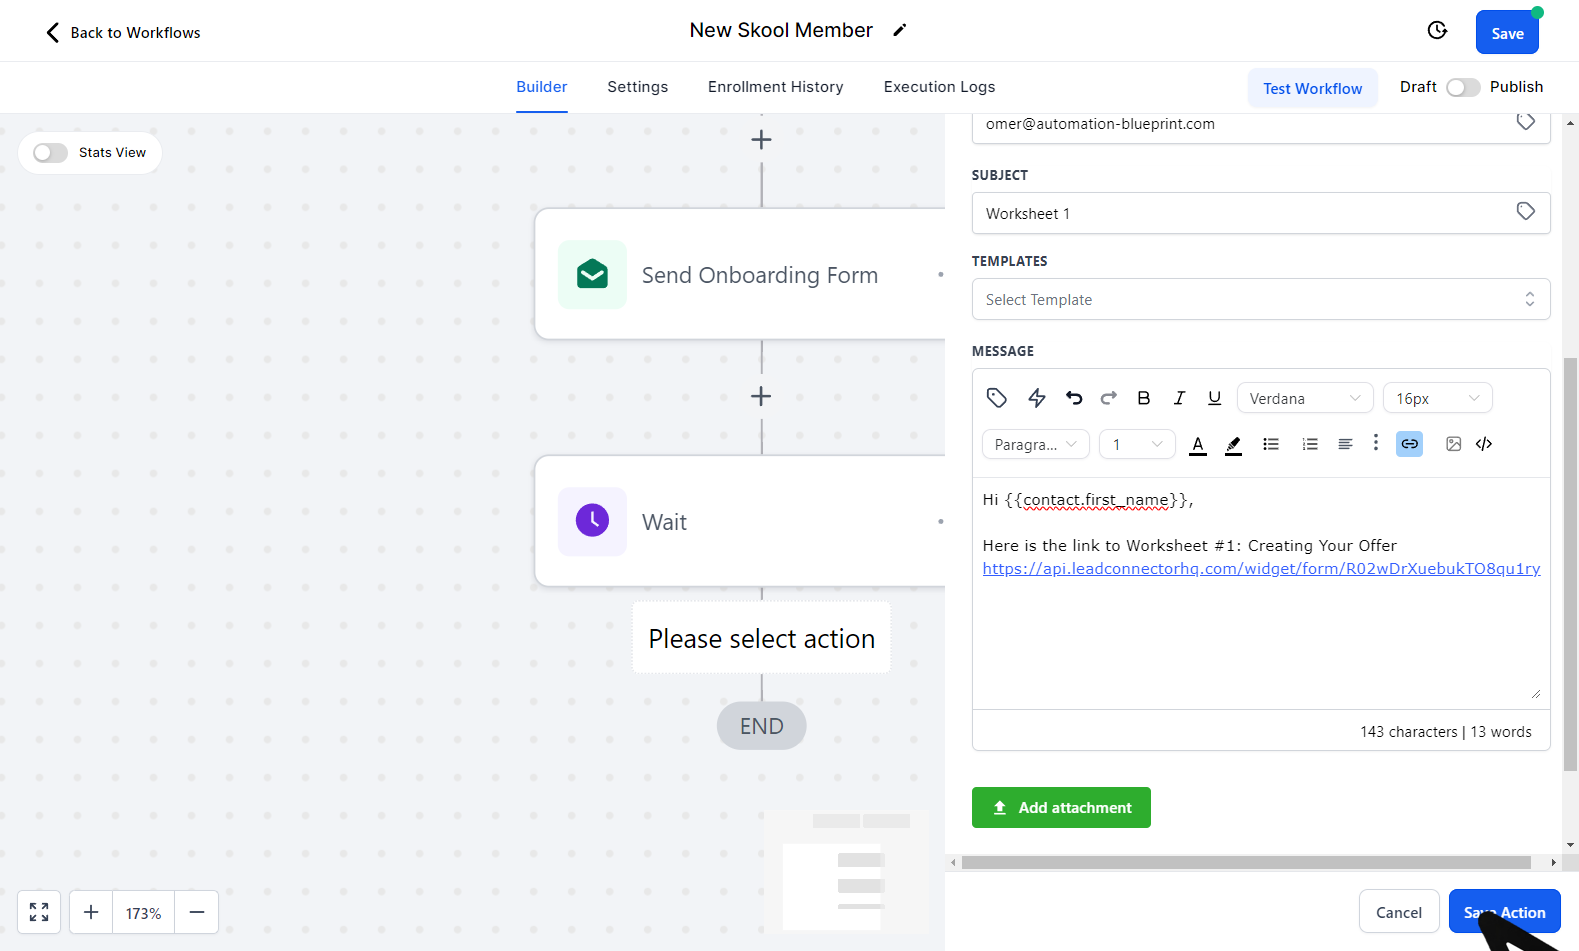 Back to Workflows
New Skool Member
Save
Builder
Settings
Enrollment History
Execution Logs
Test Workflow
Draft
Publish
Stats View
Send Onboarding Form
Wait
Please select action
END
173%
omer@automation-blueprint.com
SUBJECT
Worksheet 1
TEMPLATES
Select Template
MESSAGE
B I U Verdana 16px
Paragra... 1 A
Hi {{contact.first_name}},
Here is the link to Worksheet #1: Creating Your Offer
https://api.leadconnectorhq.com/widget/form/R02wDrXuebukTO8qu1ry
143 characters | 13 words
Add attachment
Cancel
Save Action